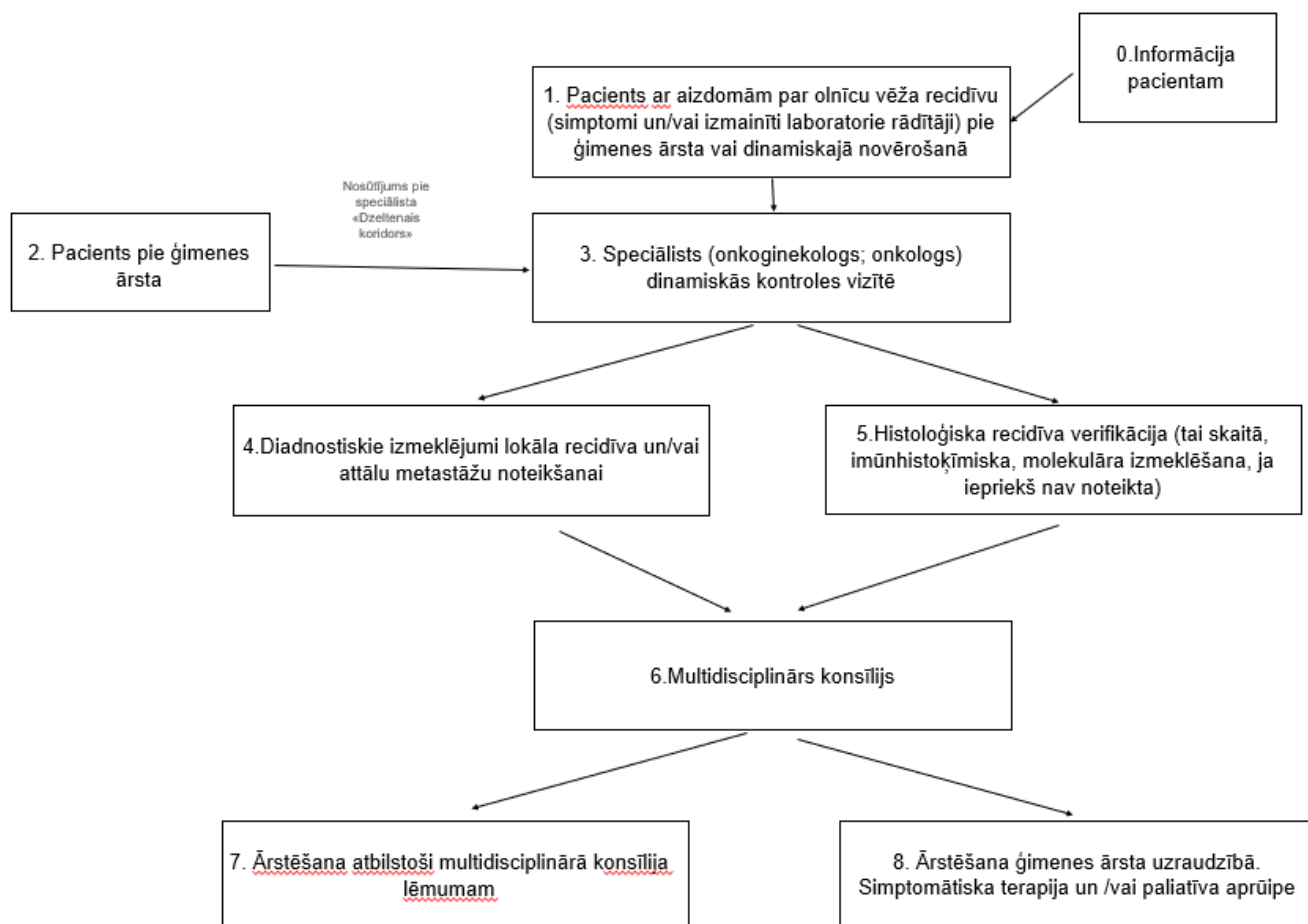 0.Informācija
pacientam
1. Pacients ar aizdomām par olnīcu vēža recidīvu
(simptomi un/vai izmainīti laboratorie rādītāji) pie
ģimenes ārsta vai dinamiskajā novērošanā
Nosūtījums pie
speciālista
«Dzeltenais
koridors»
2. Pacients pie ģimenes
ārsta
3. Speciālists (onkoginekologs; onkologs)
dinamiskās kontroles vizītē
4.Diadnostiskie izmeklējumi lokāla recidīva un/vai
attālu metastāžu noteikšanai
5.Histoloģiska recidīva verifikācija (tai skaitā,
imūnhistoķīmiska, molekulāra izmeklēšana, ja
iepriekš nav noteikta)
6.Multidisciplinārs konsīlijs
7. Ārstēšana atbilstoši multidisciplinārā konsīlija
lēmumam
8. Ārstēšana ģimenes ārsta uzraudzībā.
Simptomātiska terapija un /vai paliatīva aprūipe